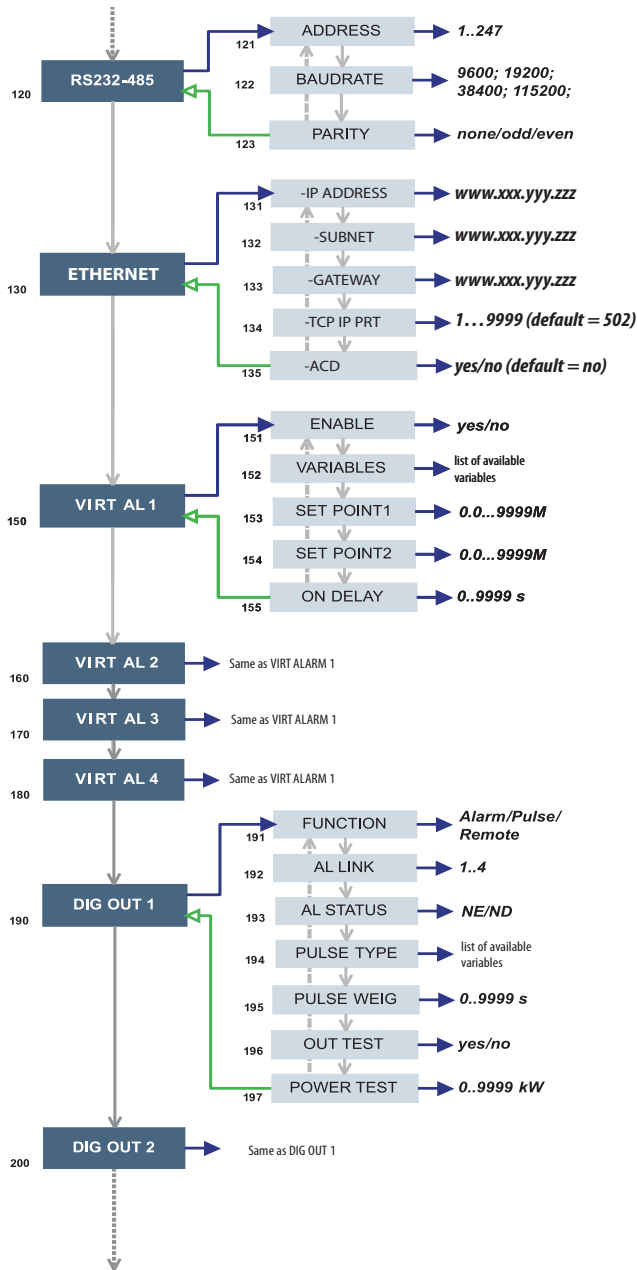 121 ADDRESS 1..247
120 RS232-485
122 BAUDRATE 9600; 19200;
38400; 115200;
123 PARITY none/odd/even
131 -IP ADDRESS www.xxx.yyy.zzz
132 -SUBNET www.xxx.yyy.zzz
130 ETHERNET
133 -GATEWAY www.xxx.yyy.zzz
134 -TCP IP PRT 1...9999 (default = 502)
135 -ACD yes/no (default = no)
151 ENABLE yes/no
152 VARIABLES list of available
variables
150 VIRT AL 1
153 SET POINT1 0.0...9999M
154 SET POINT2 0.0...9999M
155 ON DELAY 0..9999 s
160 VIRT AL 2 Same as VIRT ALARM 1
170 VIRT AL 3 Same as VIRT ALARM 1
180 VIRT AL 4 Same as VIRT ALARM 1
191 FUNCTION Alarm/Pulse/
Remote
192 AL LINK 1..4
190 DIG OUT 1
193 AL STATUS NE/ND
194 PULSE TYPE list of available
variables
195 PULSE WEIG 0..9999 s
196 OUT TEST yes/no
197 POWER TEST 0..9999 kW
200 DIG OUT 2 Same as DIG OUT 1